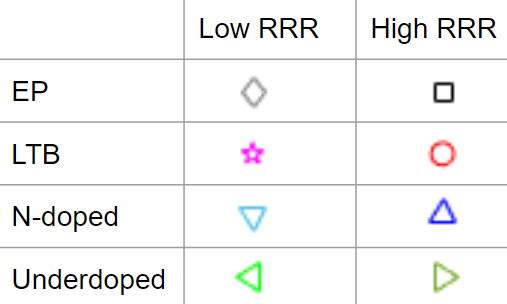 Low RRR High RRR
EP
LTB
N-doped
Underdoped